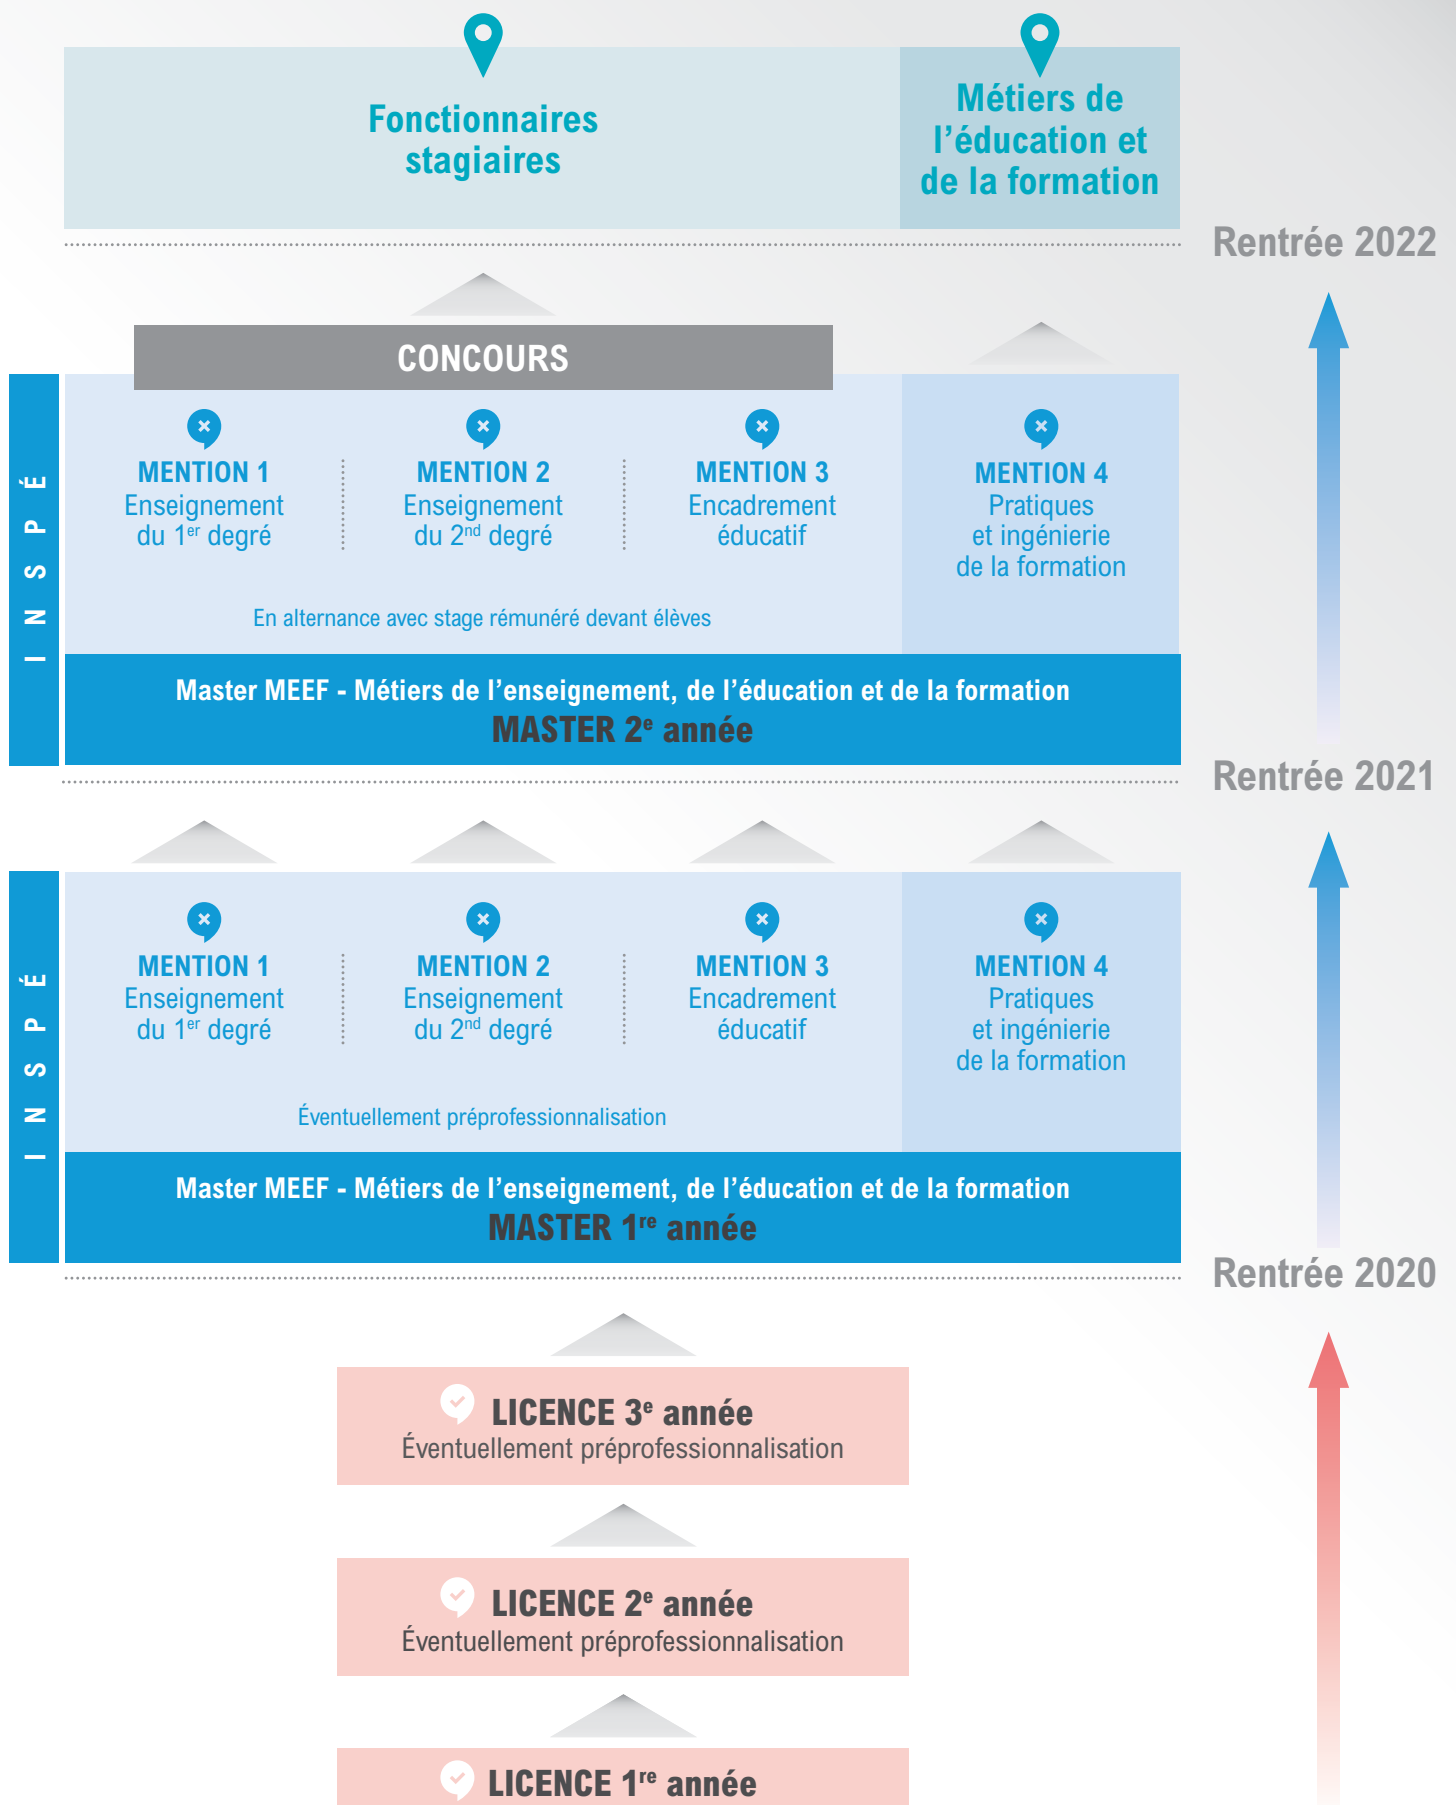 Fonctionnaires
stagiaires
Métiers de
l’éducation et
de la formation
Rentrée 2022
CONCOURS
INSPÉ
MENTION 1
Enseignement
du 1er degré
MENTION 2
Enseignement
du 2nd degré
MENTION 3
Encadrement
éducatif
MENTION 4
Pratiques
et ingénierie
de la formation
En alternance avec stage rémunéré devant élèves
Master MEEF - Métiers de l’enseignement, de l’éducation et de la formation
MASTER 2e année
Rentrée 2021
INSPÉ
MENTION 1
Enseignement
du 1er degré
MENTION 2
Enseignement
du 2nd degré
MENTION 3
Encadrement
éducatif
MENTION 4
Pratiques
et ingénierie
de la formation
Éventuellement préprofessionnalisation
Master MEEF - Métiers de l’enseignement, de l’éducation et de la formation
MASTER 1re année
Rentrée 2020
LICENCE 3e année
Éventuellement préprofessionnalisation
LICENCE 2e année
Éventuellement préprofessionnalisation
LICENCE 1re année